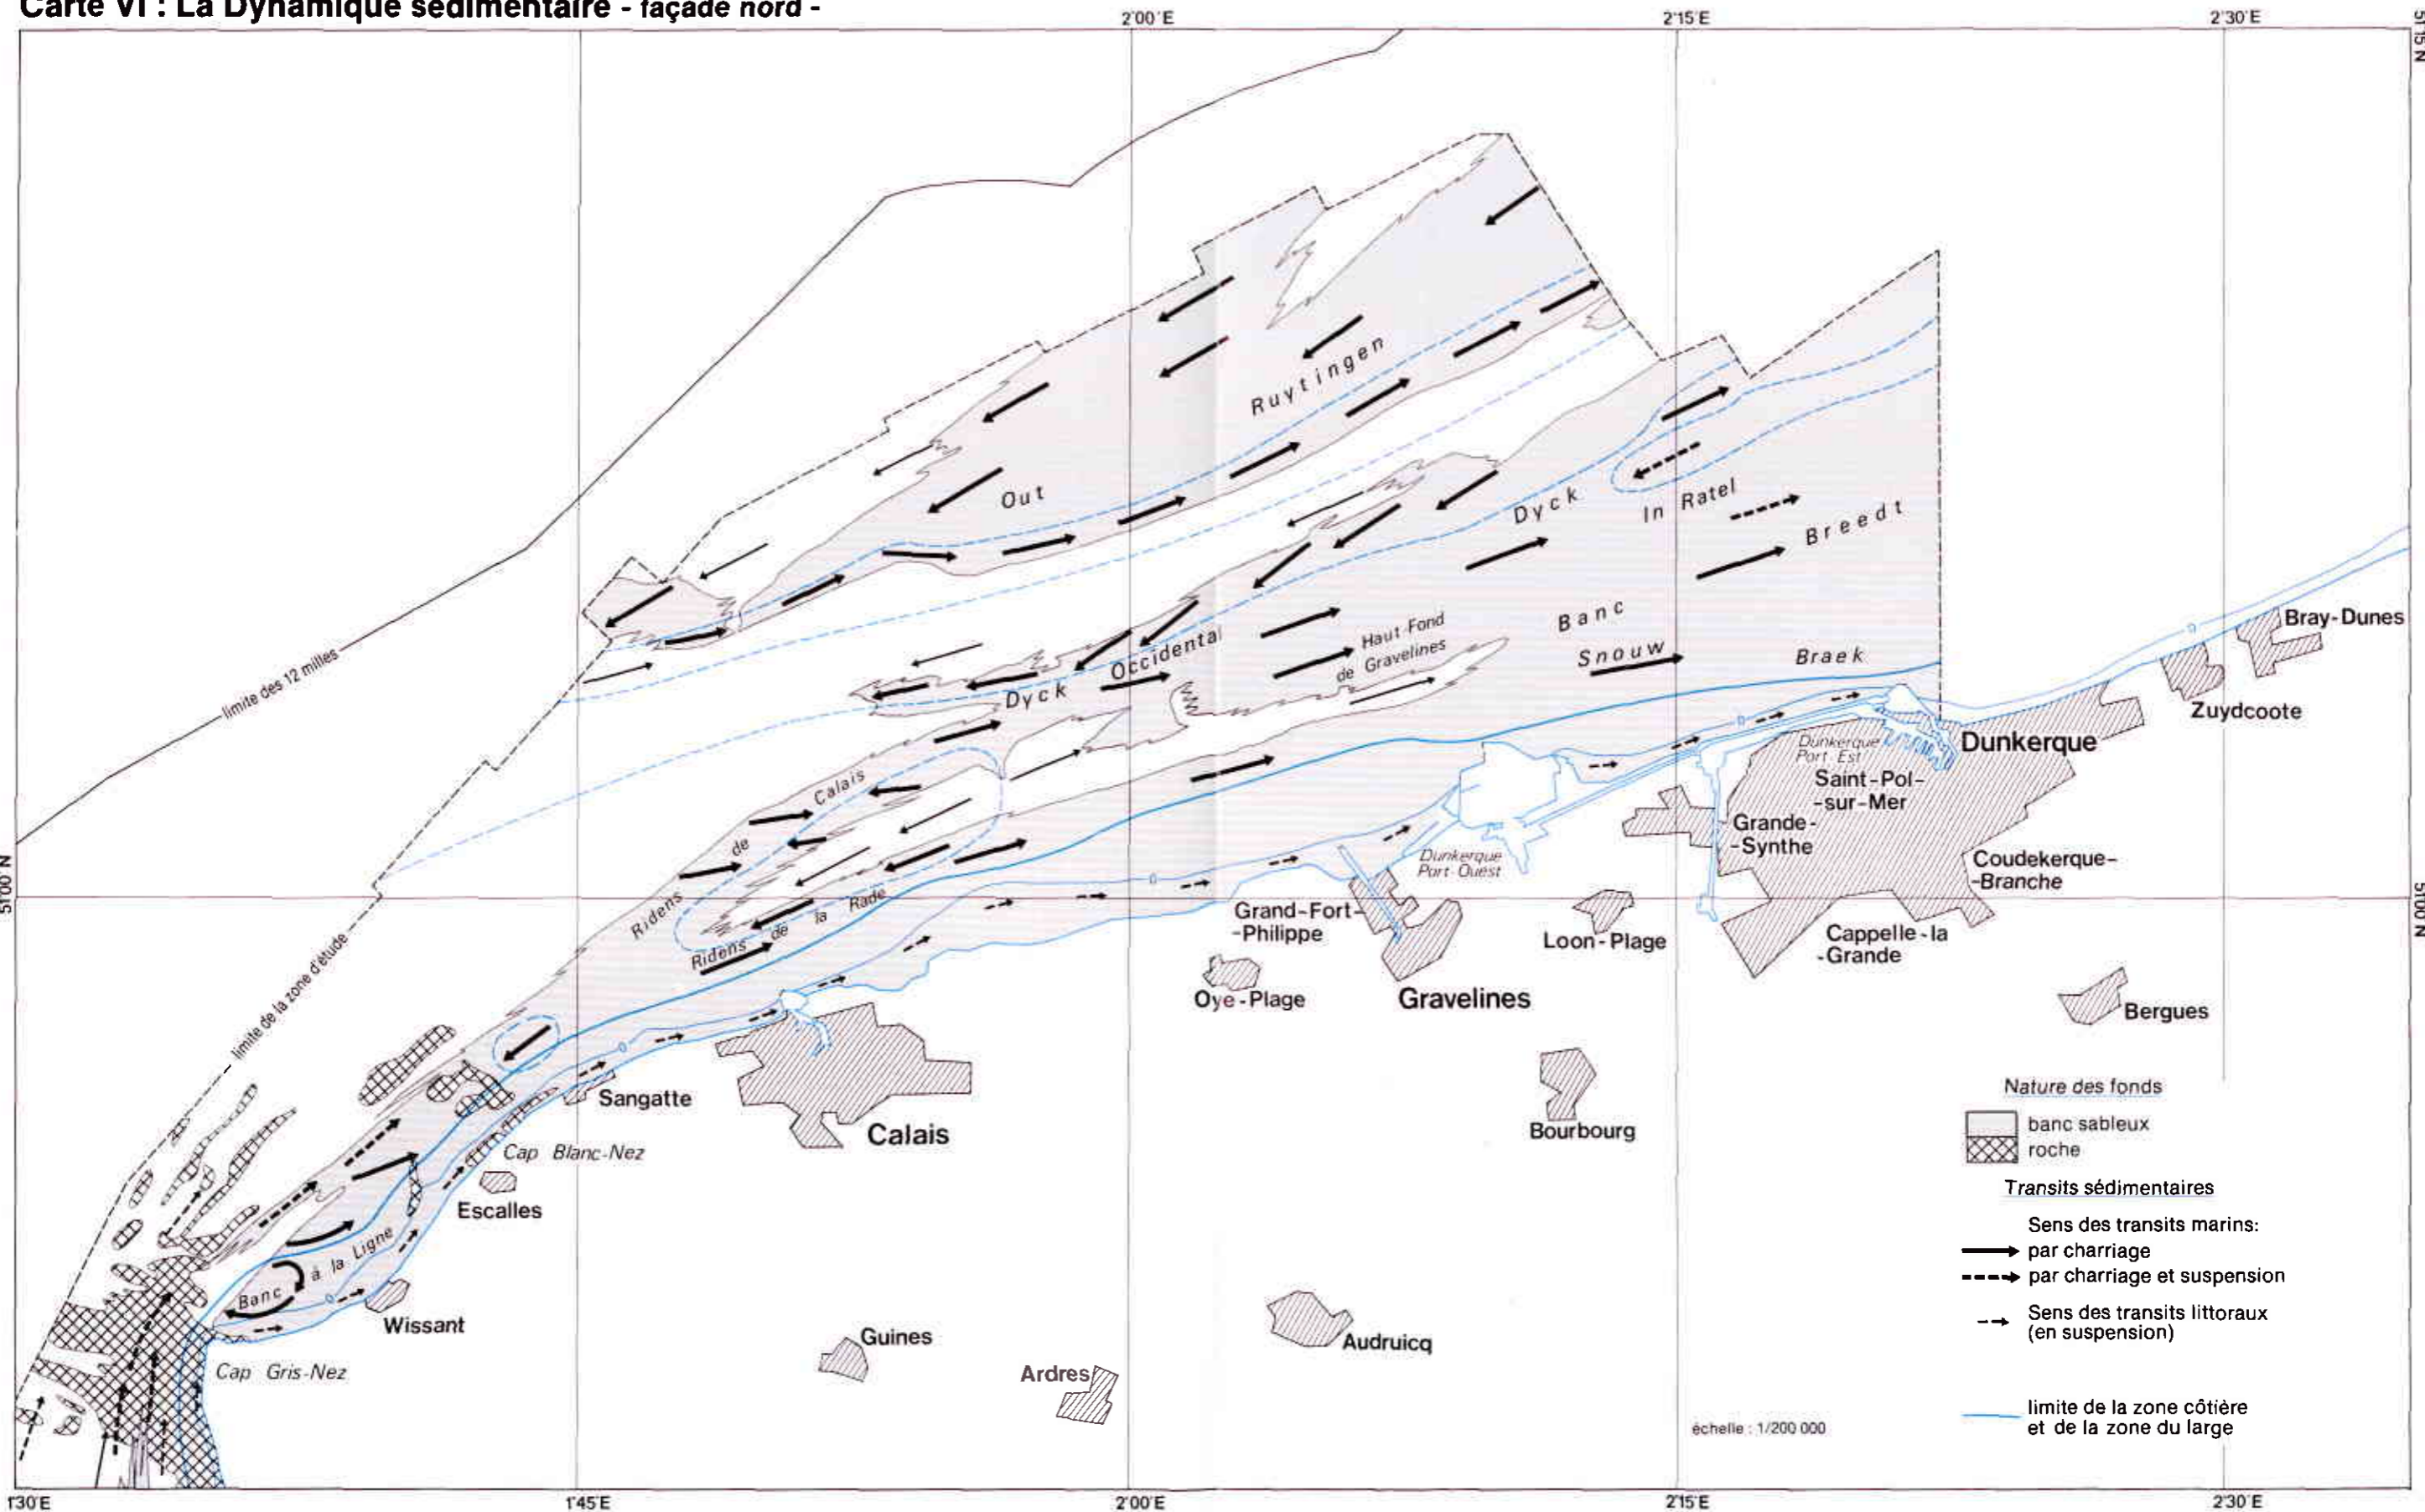 Carte VI : La Dynamique sédimentaire - façade nord -
2°00'E
2°15'E
2°30'E
51°15'N
limite des 12 milles
Ruytingen
Out
Dyck
In Ratel
Breedt
Banc
Snouw
Braek
Haut-Fond
de Gravelines
Dyck Occidental
Bray-Dunes
Zuydcoote
Dunkerque
Dunkerque
Port Est
Saint-Pol-
-sur-Mer
Grande-
-Synthe
Coudekerque-
-Branche
Cappelle-la
-Grande
Ridens de Calais
Ridens de la Rade
Dunkerque
Port-Ouest
51°00'N
51°00'N
Grand-Fort-
-Philippe
Loon-Plage
Oye-Plage
Gravelines
Bergues
limite de la zone d'étude
Sangatte
Calais
Bourbourg
Cap Blanc-Nez
Escalles
Banc à la Ligne
Wissant
Cap Gris-Nez
Guines
Ardres
Audruicq
0
0
0
0
0
Nature des fonds
banc sableux
roche
Transits sédimentaires
Sens des transits marins:
par charriage
par charriage et suspension
Sens des transits littoraux
(en suspension)
limite de la zone côtière
et de la zone du large
échelle : 1/200 000
1°30'E
1°45'E
2°00'E
2°15'E
2°30'E